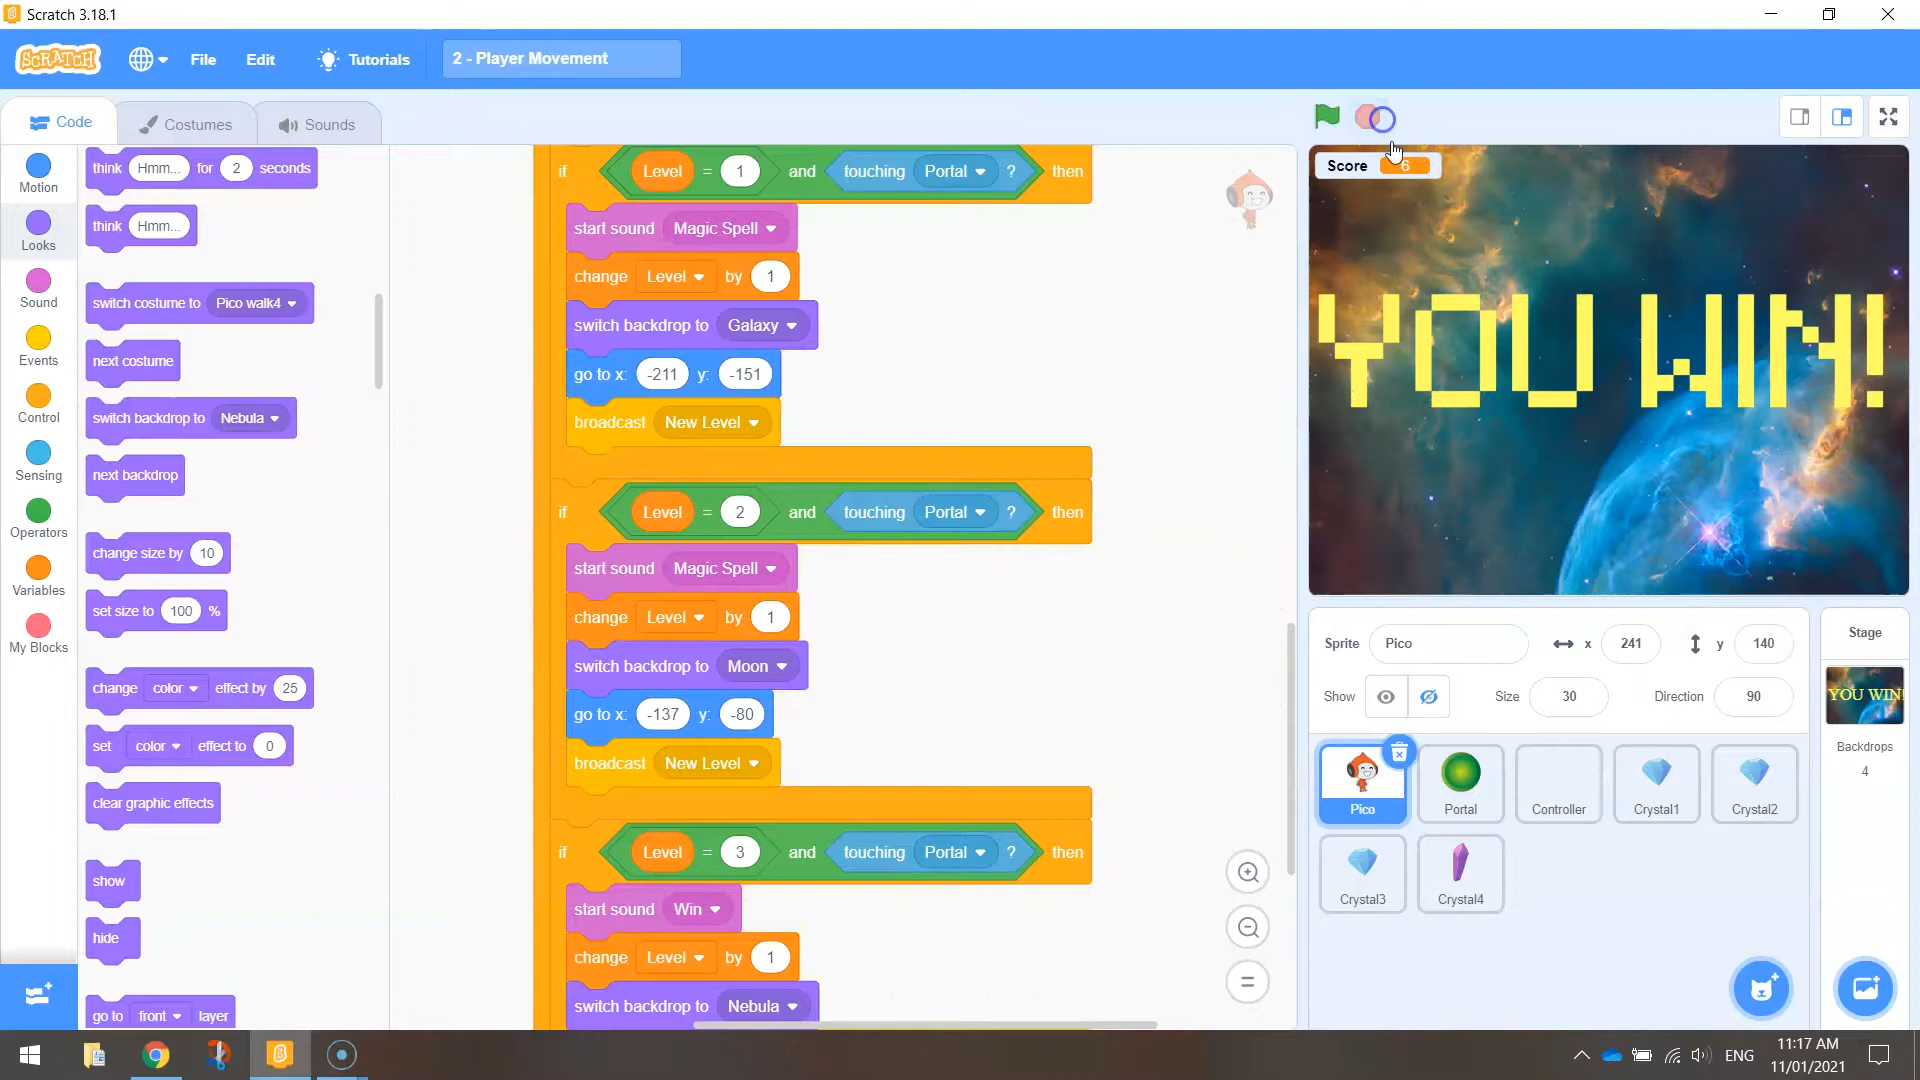 Scratch 3.18.1
SCRATCH File Edit Tutorials 2 - Player Movement
Code Costumes Sounds
Motion
Looks
Sound
Events
Control
Sensing
Operators
Variables
My Blocks
think Hmm... for 2 seconds
think Hmm...
switch costume to Pico walk4
next costume
switch backdrop to Nebula
next backdrop
change size by 10
set size to 100 %
change color effect by 25
set color effect to 0
clear graphic effects
show
hide
go to front layer
if Level = 1 and touching Portal ? then
start sound Magic Spell
change Level by 1
switch backdrop to Galaxy
go to x: -211 y: -151
broadcast New Level
if Level = 2 and touching Portal ? then
start sound Magic Spell
change Level by 1
switch backdrop to Moon
go to x: -137 y: -80
broadcast New Level
if Level = 3 and touching Portal ? then
start sound Win
change Level by 1
switch backdrop to Nebula
Score 6
YOU WIN!
Sprite Pico x 241 y 140
Show Size 30 Direction 90
Pico Portal Controller Crystal1 Crystal2
Crystal3 Crystal4
Stage
YOU WIN!
Backdrops
4
ENG
11:17 AM
11/01/2021